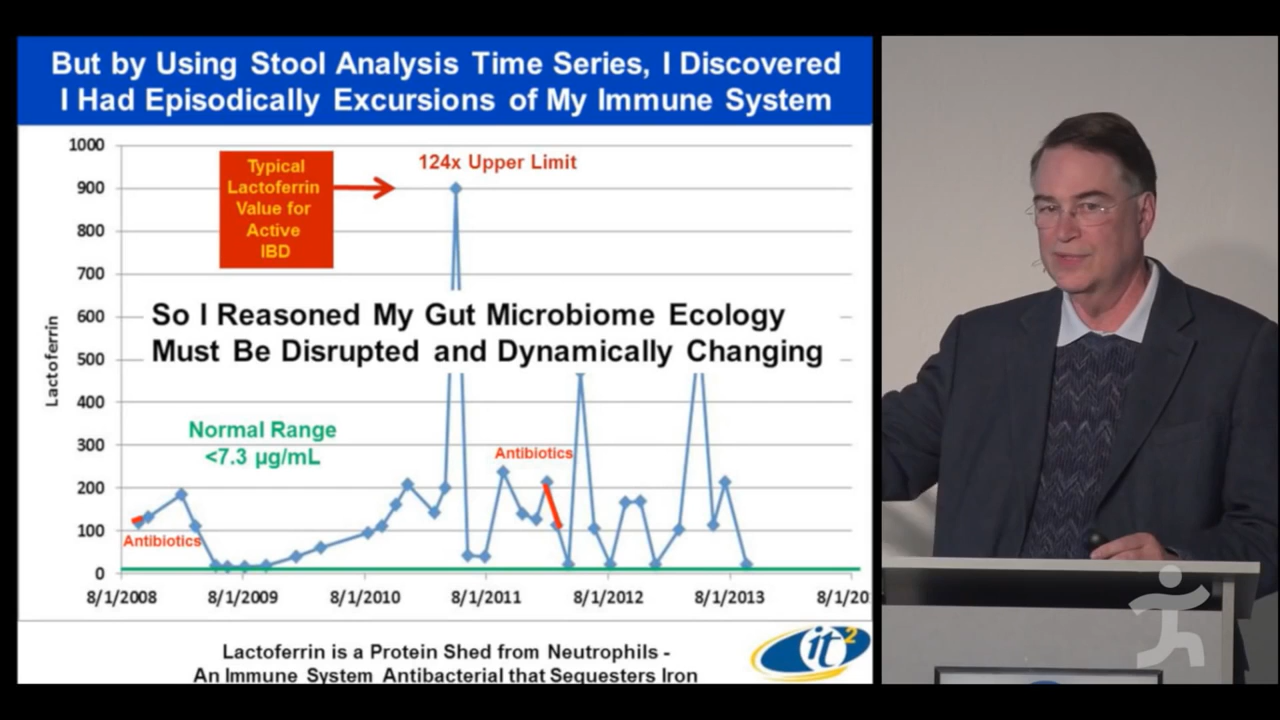 But by Using Stool Analysis Time Series, I Discovered
I Had Episodically Excursions of My Immune System
1000
900
800
700
600
500
400
300
200
100
0
Lactoferrin
Typical
Lactoferrin
Value for
Active
IBD
124x Upper Limit
So I Reasoned My Gut Microbiome Ecology
Must Be Disrupted and Dynamically Changing
Normal Range
<7.3 µg/mL
Antibiotics
Antibiotics
8/1/2008 8/1/2009 8/1/2010 8/1/2011 8/1/2012 8/1/2013 8/1/20
Lactoferrin is a Protein Shed from Neutrophils -
An Immune System Antibacterial that Sequesters Iron
it2